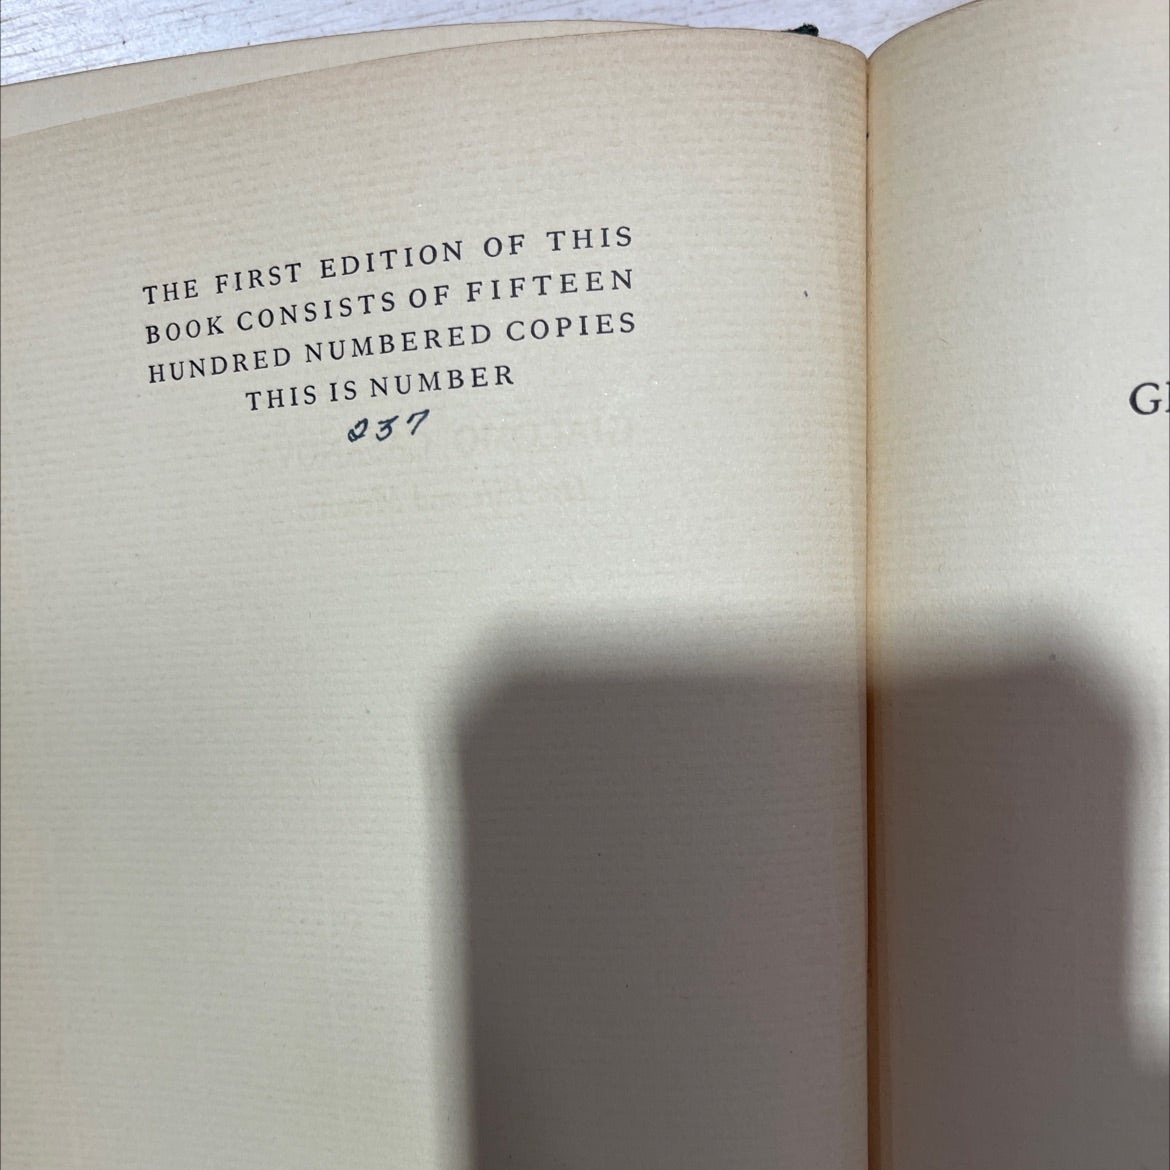 THE FIRST EDITION OF THIS
BOOK CONSISTS OF FIFTEEN
HUNDRED NUMBERED COPIES
THIS IS NUMBER
237